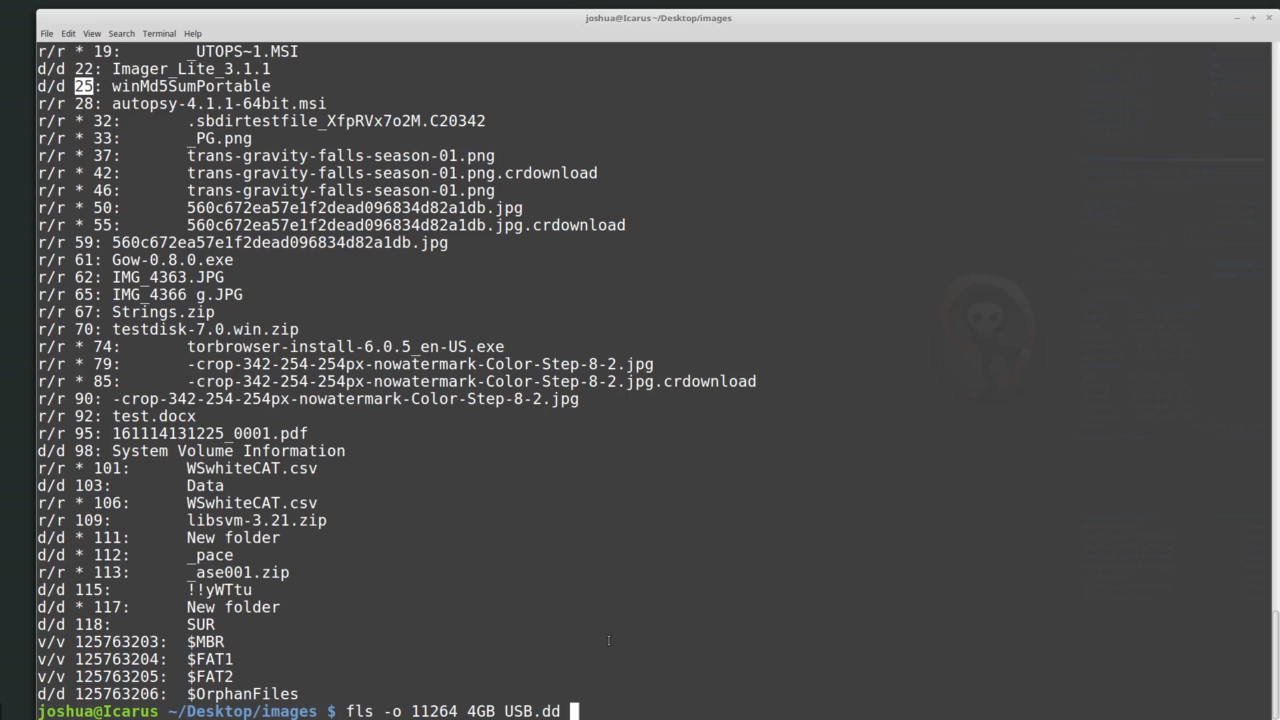 joshua@Icarus ~/Desktop/images
File Edit View Search Terminal Help
r/r * 19: _UTOPS~1.MSI
d/d 22: Imager_Lite_3.1.1
d/d 25: winMd5SumPortable
r/r 28: autopsy-4.1.1-64bit.msi
r/r * 32: .sbdirtestfile_XfpRVx7o2M.C20342
r/r * 33: _PG.png
r/r * 37: trans-gravity-falls-season-01.png
r/r * 42: trans-gravity-falls-season-01.png.crdownload
r/r * 46: trans-gravity-falls-season-01.png
r/r * 50: 560c672ea57e1f2dead096834d82a1db.jpg
r/r * 55: 560c672ea57e1f2dead096834d82a1db.jpg.crdownload
r/r 59: 560c672ea57e1f2dead096834d82a1db.jpg
r/r 61: Gow-0.8.0.exe
r/r 62: IMG_4363.JPG
r/r 65: IMG_4366 g.JPG
r/r 67: Strings.zip
r/r 70: testdisk-7.0.win.zip
r/r * 74: torbrowser-install-6.0.5_en-US.exe
r/r * 79: -crop-342-254-254px-nowatermark-Color-Step-8-2.jpg
r/r * 85: -crop-342-254-254px-nowatermark-Color-Step-8-2.jpg.crdownload
r/r 90: -crop-342-254-254px-nowatermark-Color-Step-8-2.jpg
r/r 92: test.docx
r/r 95: 161114131225_0001.pdf
d/d 98: System Volume Information
r/r * 101: WSwhiteCAT.csv
d/d 103: Data
r/r * 106: WSwhiteCAT.csv
r/r 109: libsvm-3.21.zip
d/d * 111: New folder
d/d * 112: _pace
r/r * 113: _ase001.zip
d/d 115: !!yWTtu
d/d * 117: New folder
d/d 118: SUR
v/v 125763203: $MBR
v/v 125763204: $FAT1
v/v 125763205: $FAT2
d/d 125763206: $OrphanFiles
joshua@Icarus ~/Desktop/images $ fls -o 11264 4GB USB.dd